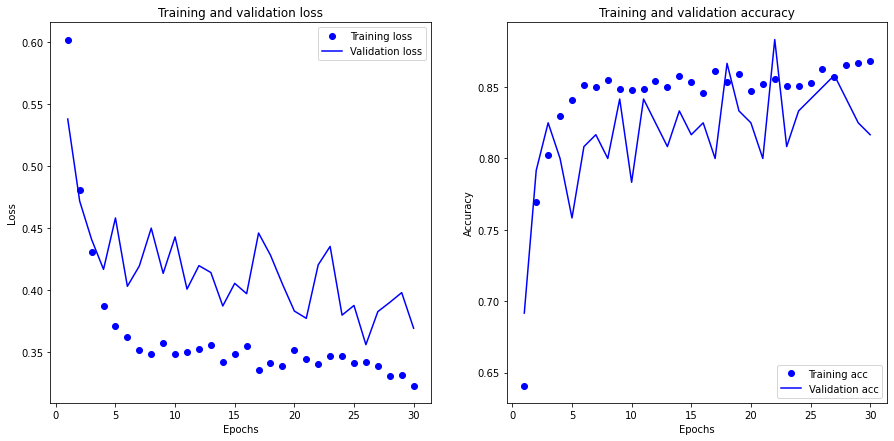 Training and validation loss
Training loss
Validation loss
0.60
0.55
0.50
0.45
0.40
0.35
Loss
0 5 10 15 20 25 30
Epochs
Training and validation accuracy
0.85
0.80
0.75
0.70
0.65
Accuracy
Training acc
Validation acc
0 5 10 15 20 25 30
Epochs